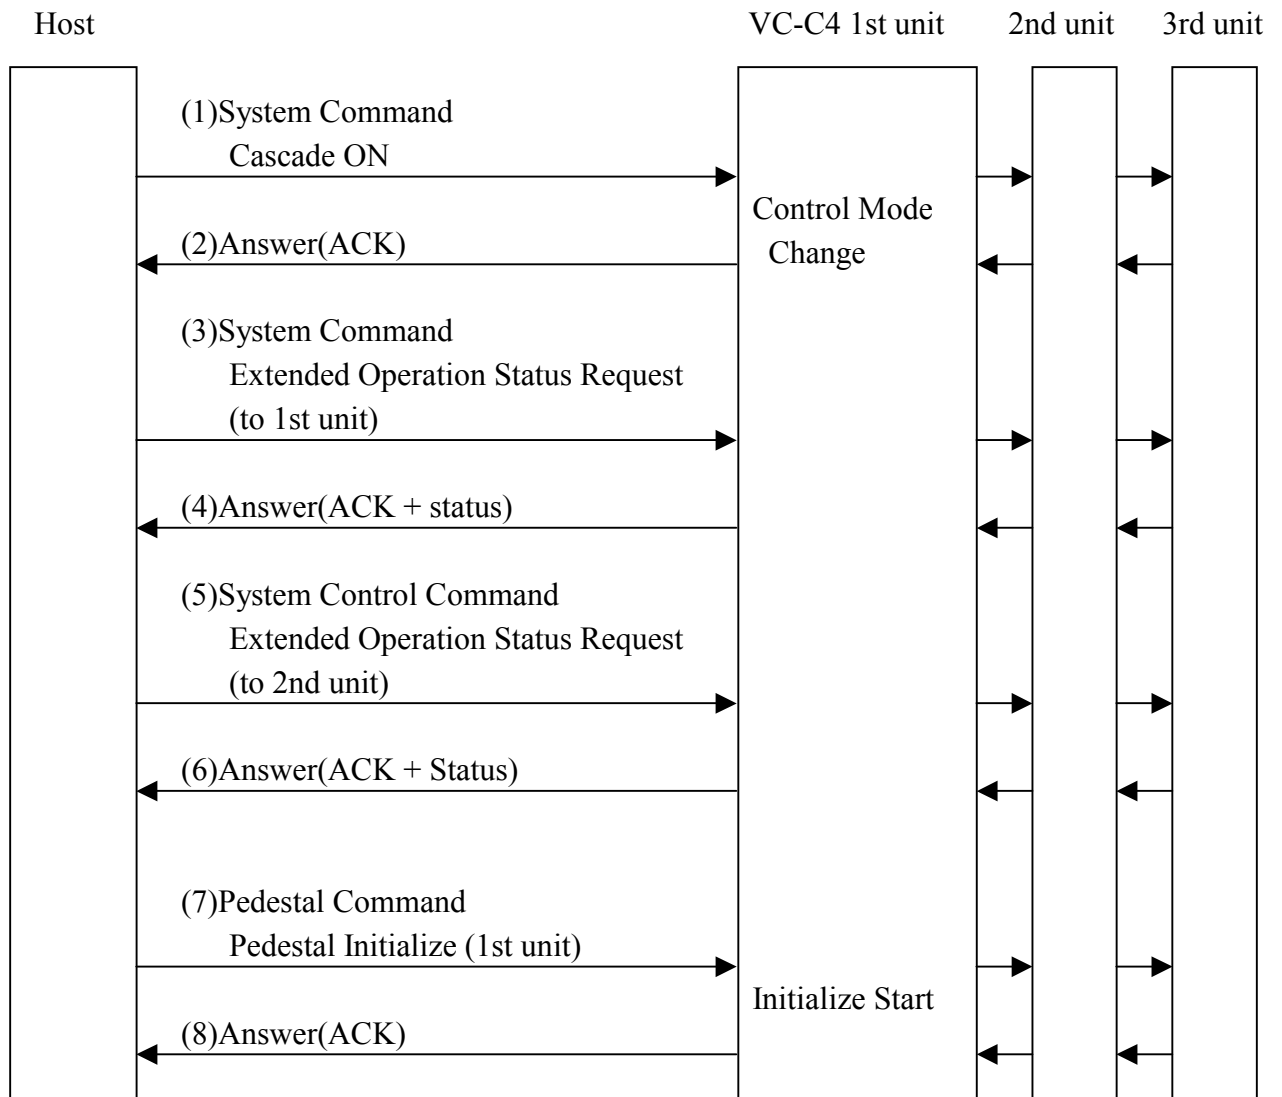 Host VC-C4 1st unit 2nd unit 3rd unit
(1)System Command
Cascade ON
Control Mode
Change
(2)Answer(ACK)
(3)System Command
Extended Operation Status Request
(to 1st unit)
(4)Answer(ACK + status)
(5)System Control Command
Extended Operation Status Request
(to 2nd unit)
(6)Answer(ACK + Status)
(7)Pedestal Command
Pedestal Initialize (1st unit)
Initialize Start
(8)Answer(ACK)